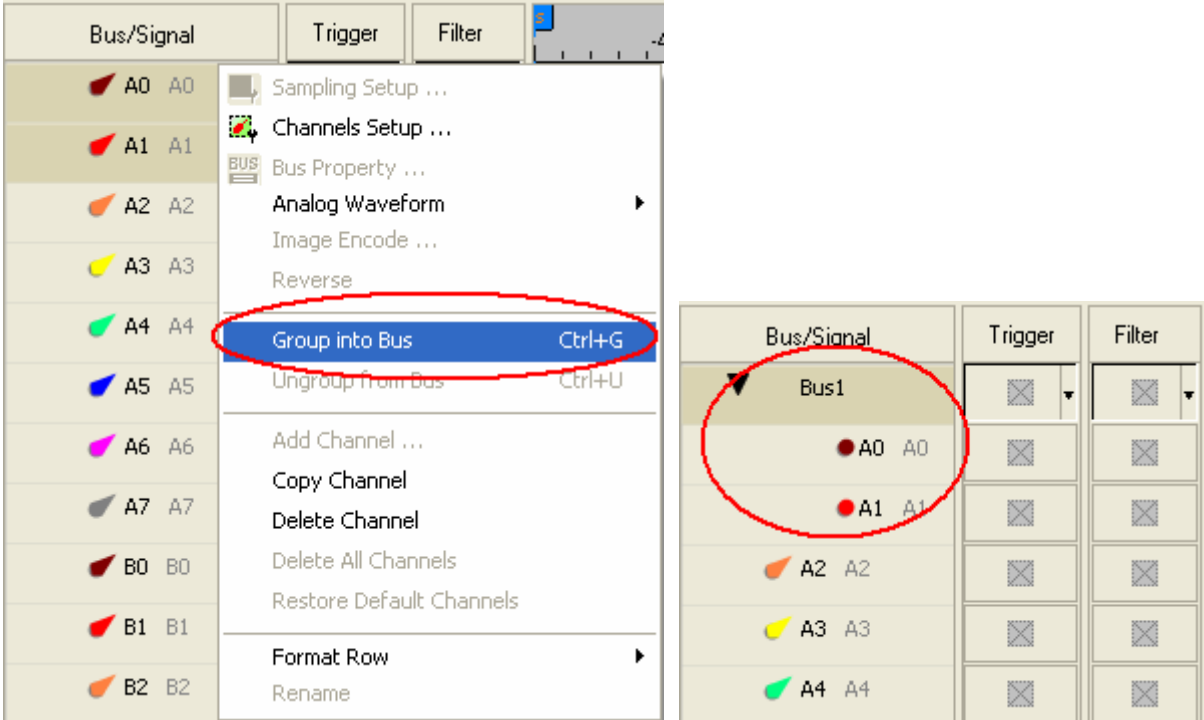 Bus/Signal Trigger Filter S -4
A0 A0
A1 A1
A2 A2
A3 A3
A4 A4
A5 A5
A6 A6
A7 A7
B0 B0
B1 B1
B2 B2
Sampling Setup ...
Channels Setup ...
BUS Bus Property ...
Analog Waveform
Image Encode ...
Reverse
Group into Bus Ctrl+G
Ungroup from Bus Ctrl+U
Add Channel ...
Copy Channel
Delete Channel
Delete All Channels
Restore Default Channels
Format Row
Rename
Bus/Signal Trigger Filter
Bus1
A0 A0
A1 A1
A2 A2
A3 A3
A4 A4